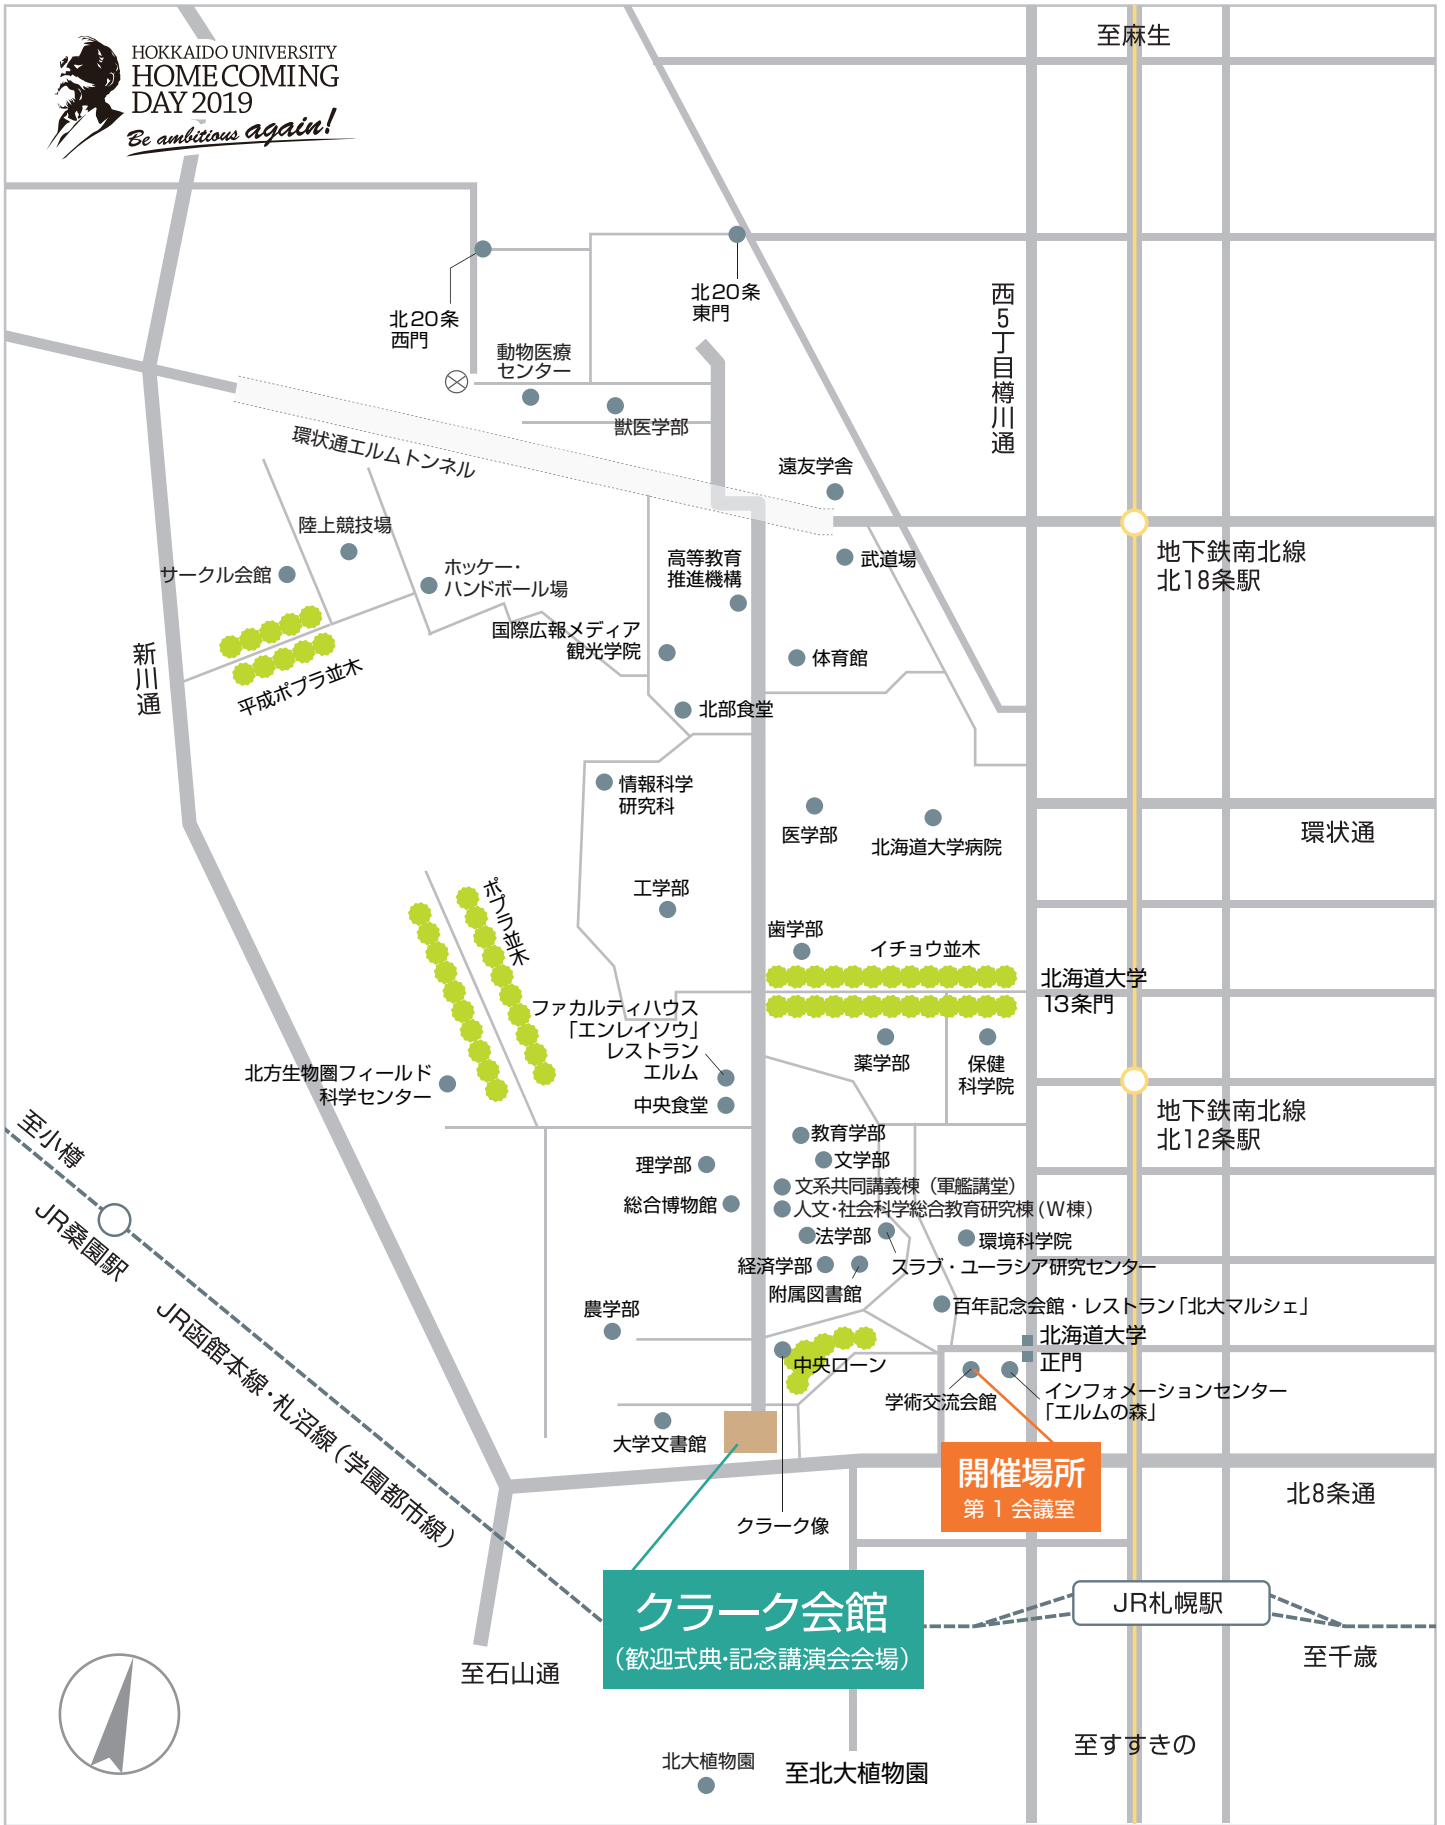 HOKKAIDO UNIVERSITY
HOME COMING
DAY 2019
Be ambitious again!
至麻生
北20条
西門
北20条
東門
西5丁目樽川通
動物医療
センター
獣医学部
環状通エルムトンネル
遠友学舎
陸上競技場
サークル会館
ホッケー・
ハンドボール場
高等教育
推進機構
武道場
地下鉄南北線
北18条駅
国際広報メディア
観光学院
体育館
新川通
平成ポプラ並木
北部食堂
情報科学
研究科
医学部
北海道大学病院
環状通
工学部
ポプラ並木
歯学部
イチョウ並木
北海道大学
13条門
ファカルティハウス
「エンレイソウ」
レストラン
エルム
薬学部
保健
科学院
北方生物圏フィールド
科学センター
中央食堂
地下鉄南北線
北12条駅
至小樽
JR桑園駅
教育学部
文学部
理学部
文系共同講義棟（軍艦講堂）
総合博物館
人文・社会科学総合教育研究棟(W棟)
法学部
環境科学院
経済学部
スラブ・ユーラシア研究センター
附属図書館
百年記念会館・レストラン「北大マルシェ」
農学部
北海道大学
正門
中央ローン
JR函館本線・札沼線（学園都市線）
学術交流会館
インフォメーションセンター
「エルムの森」
大学文書館
開催場所
第1会議室
北8条通
クラーク像
クラーク会館
（歓迎式典・記念講演会会場）
JR札幌駅
至石山通
至千歳
至すすきの
北大植物園
至北大植物園